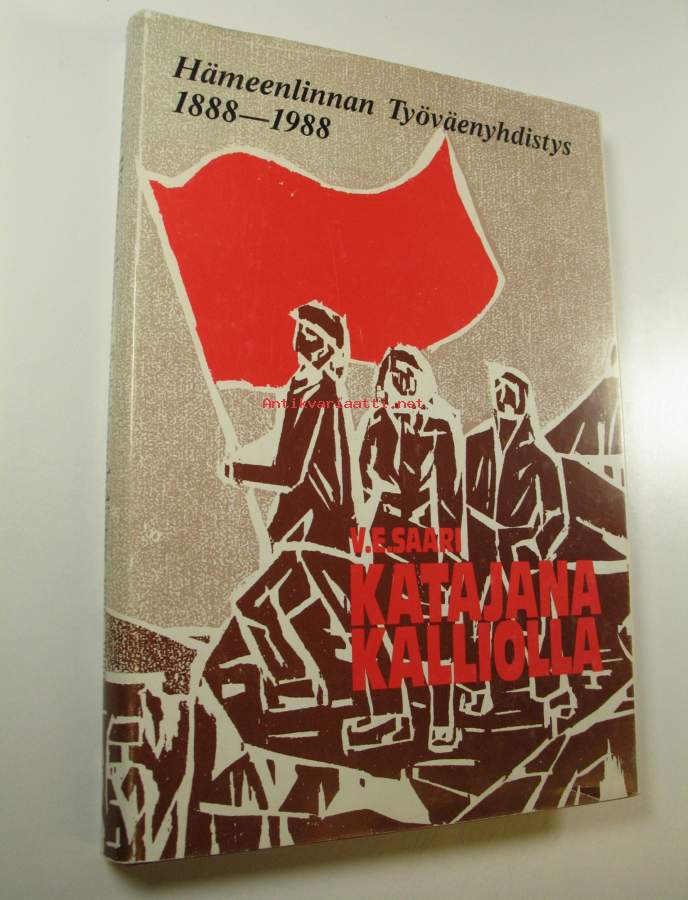 Hämeenlinnan Työväenyhdistys
1888—1988
Antikvariaatti.net
V.E.SAARI
KATAJANA
KALLIOLLA